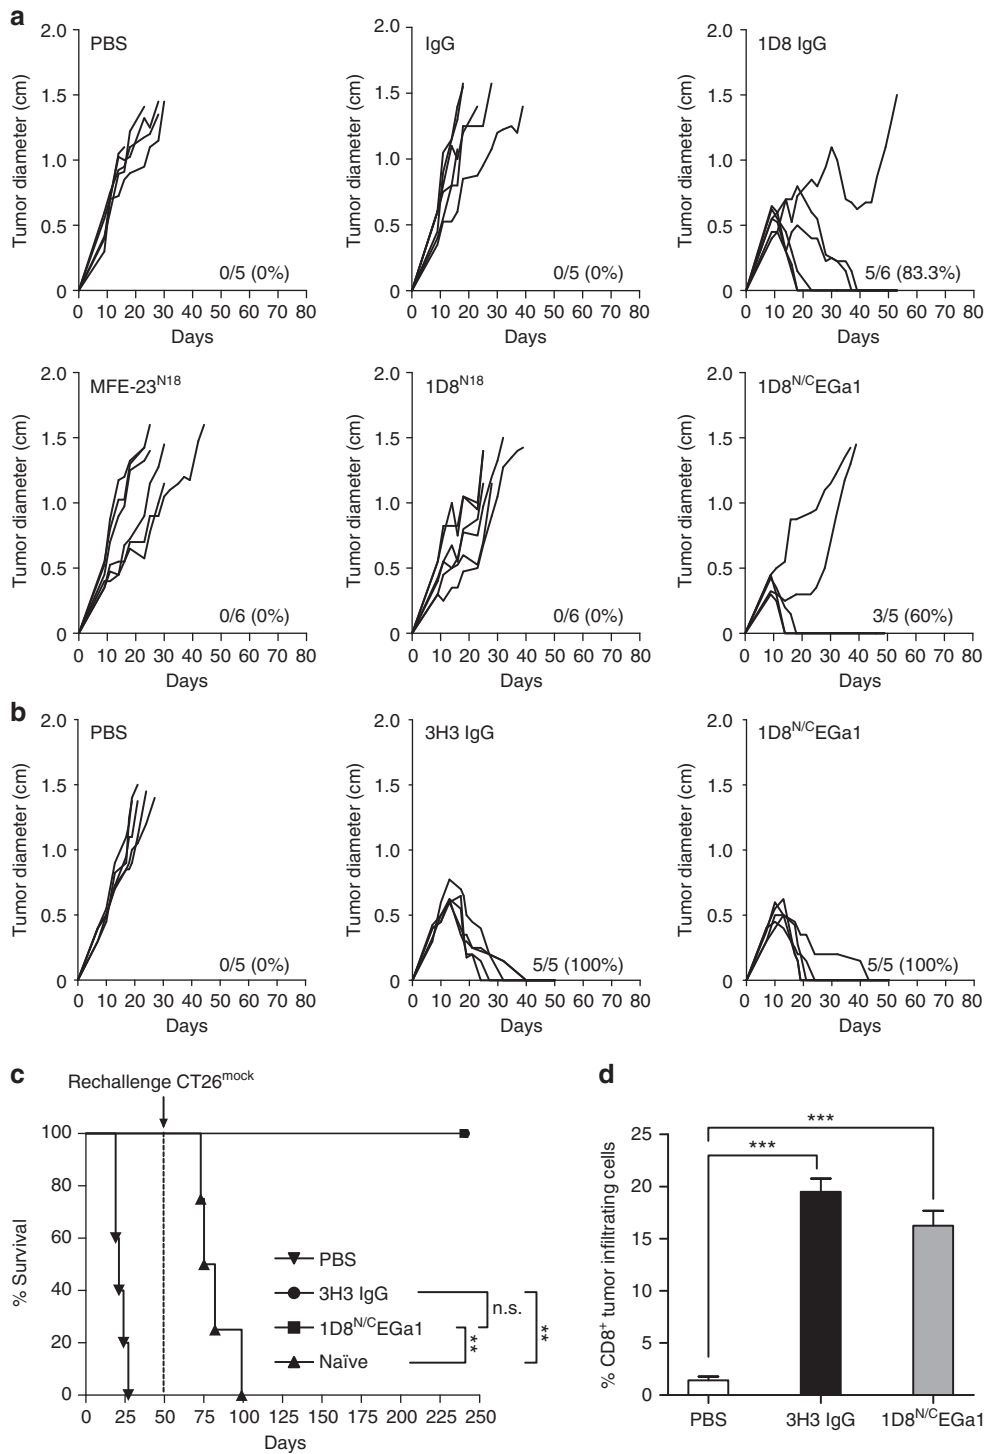 a
PBS
IgG
1D8 IgG
Tumor diameter (cm)
2.0
1.5
1.0
0.5
0
0/5 (0%)
0 10 20 30 40 50 60 70 80
Days
Tumor diameter (cm)
2.0
1.5
1.0
0.5
0
0/5 (0%)
0 10 20 30 40 50 60 70 80
Days
Tumor diameter (cm)
2.0
1.5
1.0
0.5
0
5/6 (83.3%)
0 10 20 30 40 50 60 70 80
Days
MFE-23^N18
1D8^N18
1D8^N/C EGa1
Tumor diameter (cm)
2.0
1.5
1.0
0.5
0
0/6 (0%)
0 10 20 30 40 50 60 70 80
Days
Tumor diameter (cm)
2.0
1.5
1.0
0.5
0
0/6 (0%)
0 10 20 30 40 50 60 70 80
Days
Tumor diameter (cm)
2.0
1.5
1.0
0.5
0
3/5 (60%)
0 10 20 30 40 50 60 70 80
Days
b
PBS
3H3 IgG
1D8^N/C EGa1
Tumor diameter (cm)
2.0
1.5
1.0
0.5
0
0/5 (0%)
0 10 20 30 40 50 60 70 80
Days
Tumor diameter (cm)
2.0
1.5
1.0
0.5
0
5/5 (100%)
0 10 20 30 40 50 60 70 80
Days
Tumor diameter (cm)
2.0
1.5
1.0
0.5
0
5/5 (100%)
0 10 20 30 40 50 60 70 80
Days
c
Rechallenge CT26^mock
% Survival
100
80
60
40
20
0
PBS
3H3 IgG
1D8^N/C EGa1
Naïve
n.s.
**
**
0 25 50 75 100 125 150 175 200 225 250
Days
d
% CD8⁺ tumor infiltrating cells
25
20
15
10
5
0
***
***
PBS 3H3 IgG 1D8^N/C EGa1